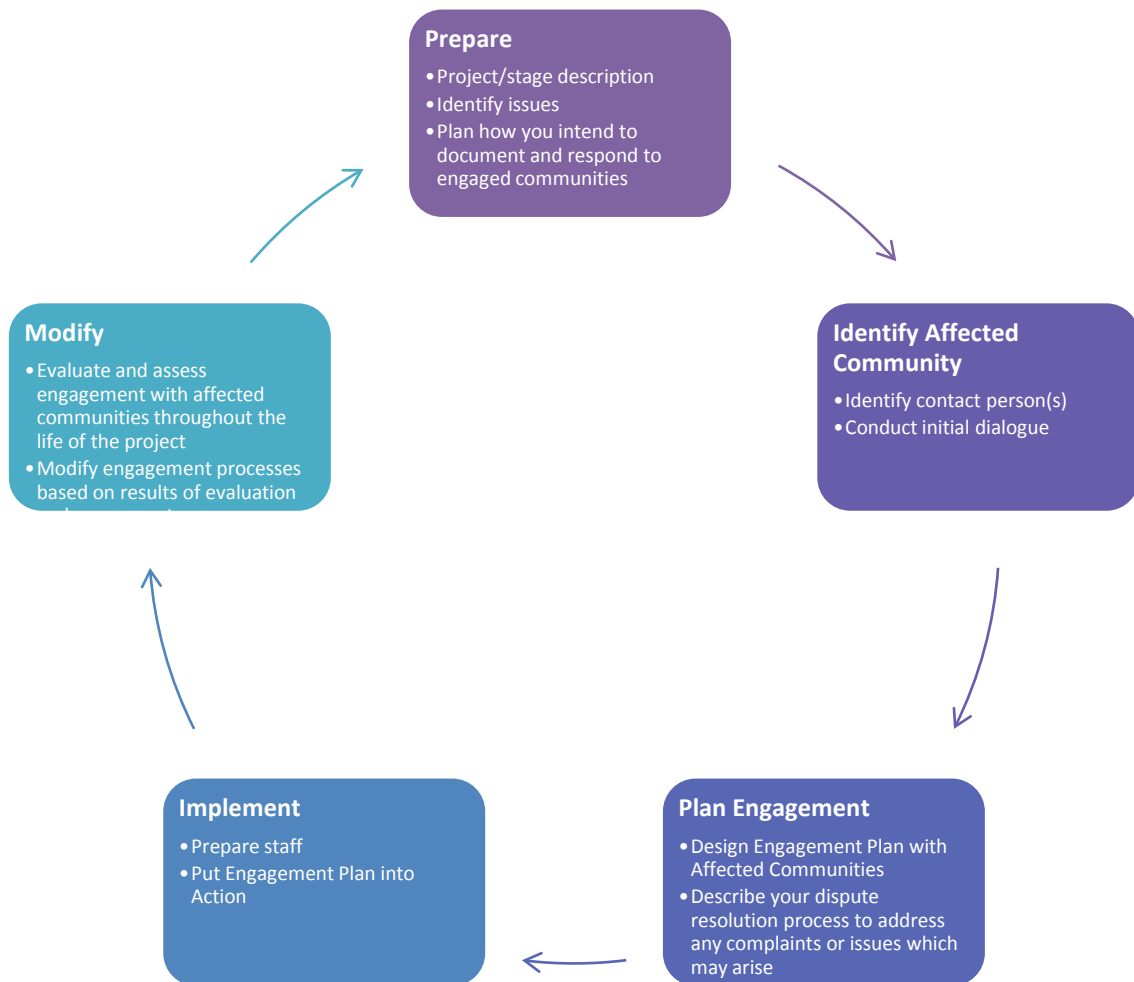 Prepare
•Project/stage description
•Identify issues
•Plan how you intend to
document and respond to
engaged communities
Identify Affected
Community
•Identify contact person(s)
•Conduct initial dialogue
Plan Engagement
•Design Engagement Plan with
Affected Communities
•Describe your dispute
resolution process to address
any complaints or issues which
may arise
Implement
•Prepare staff
•Put Engagement Plan into
Action
Modify
•Evaluate and assess
engagement with affected
communities throughout the
life of the project
•Modify engagement processes
based on results of evaluation